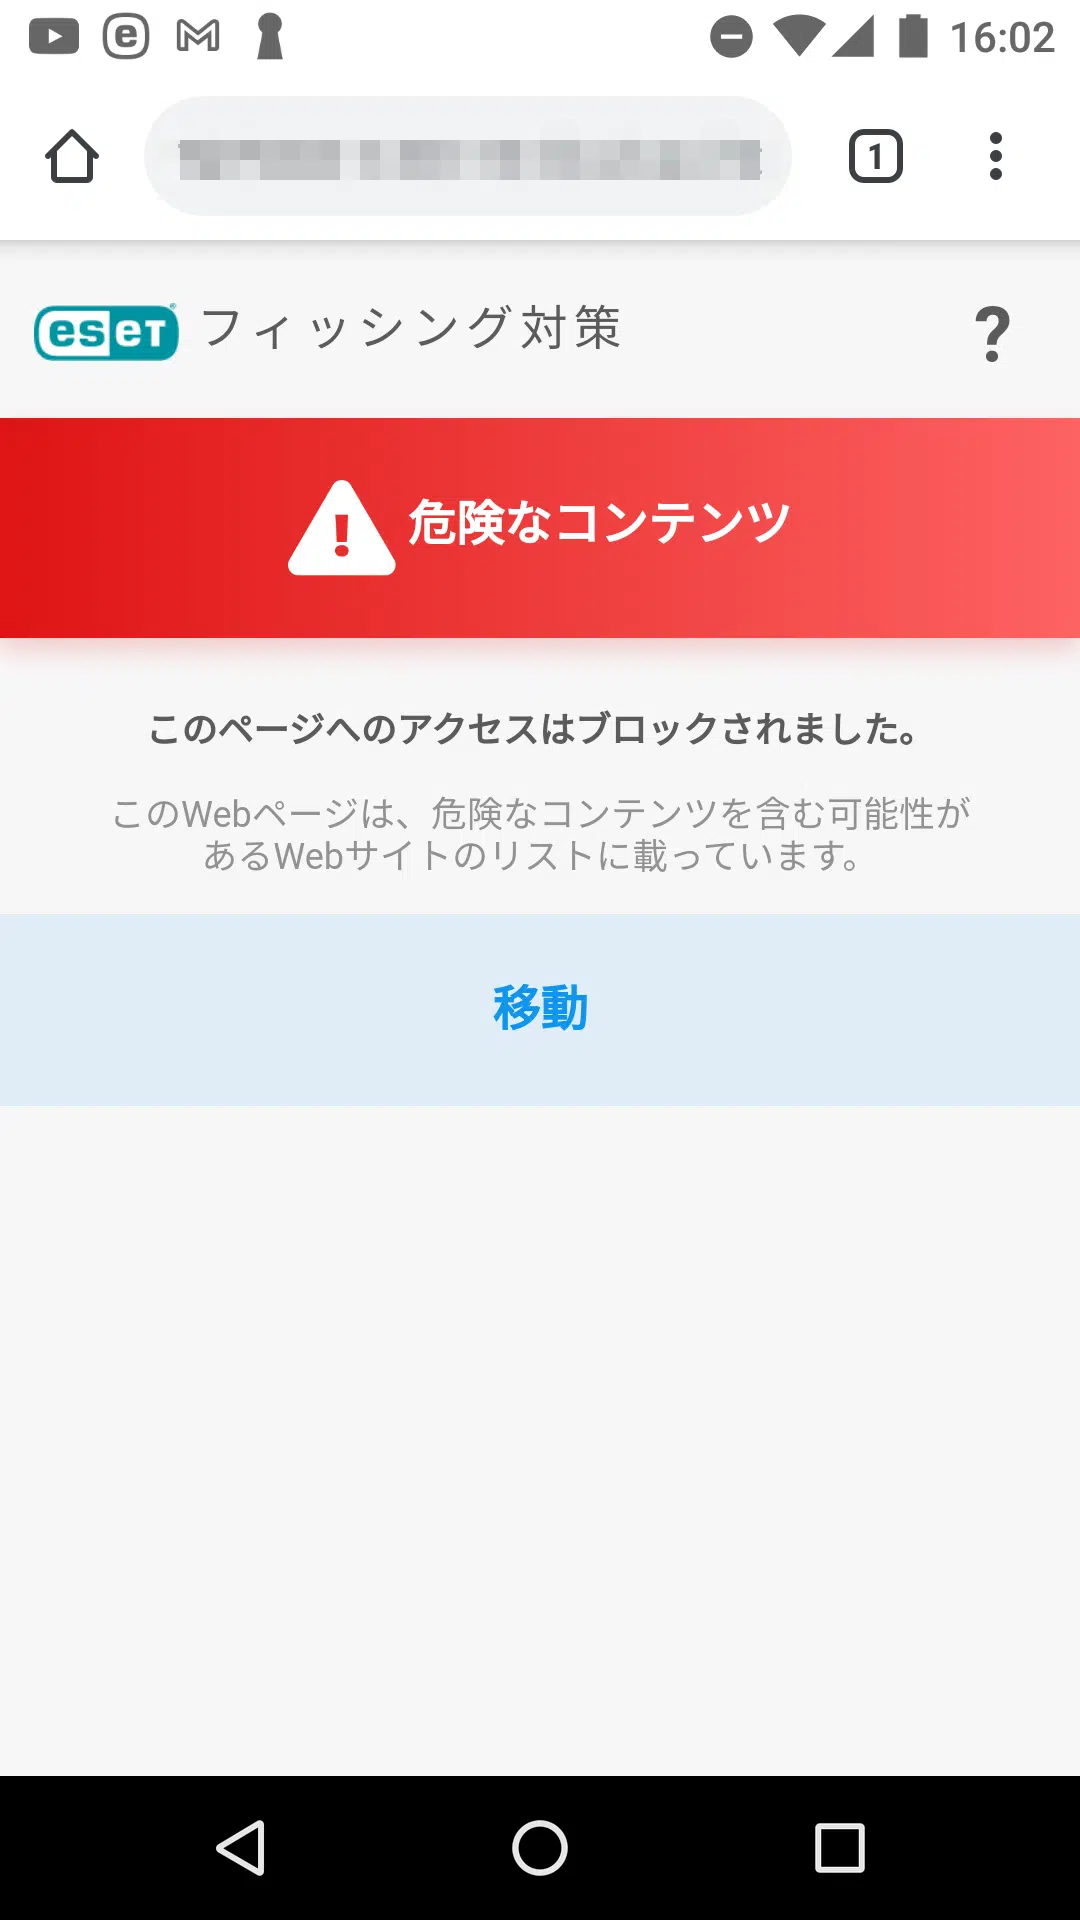 16:02
1
eset® フィッシング対策 ?
危険なコンテンツ
このページへのアクセスはブロックされました。
このWebページは、危険なコンテンツを含む可能性が
あるWebサイトのリストに載っています。
移動